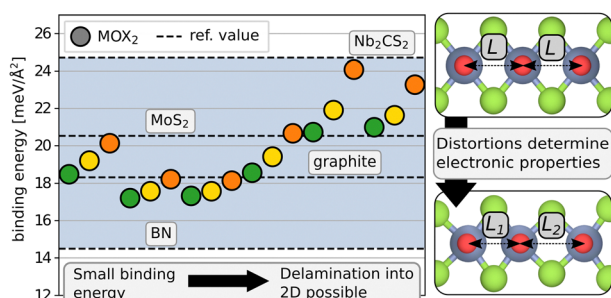 MOX₂ ref. value
Nb₂CS₂
MoS₂
graphite
BN
binding energy [meV/Å²]
26
24
22
20
18
16
14
12
Small binding
energy
Delamination into
2D possible
L L
Distortions determine
electronic properties
L₁ L₂